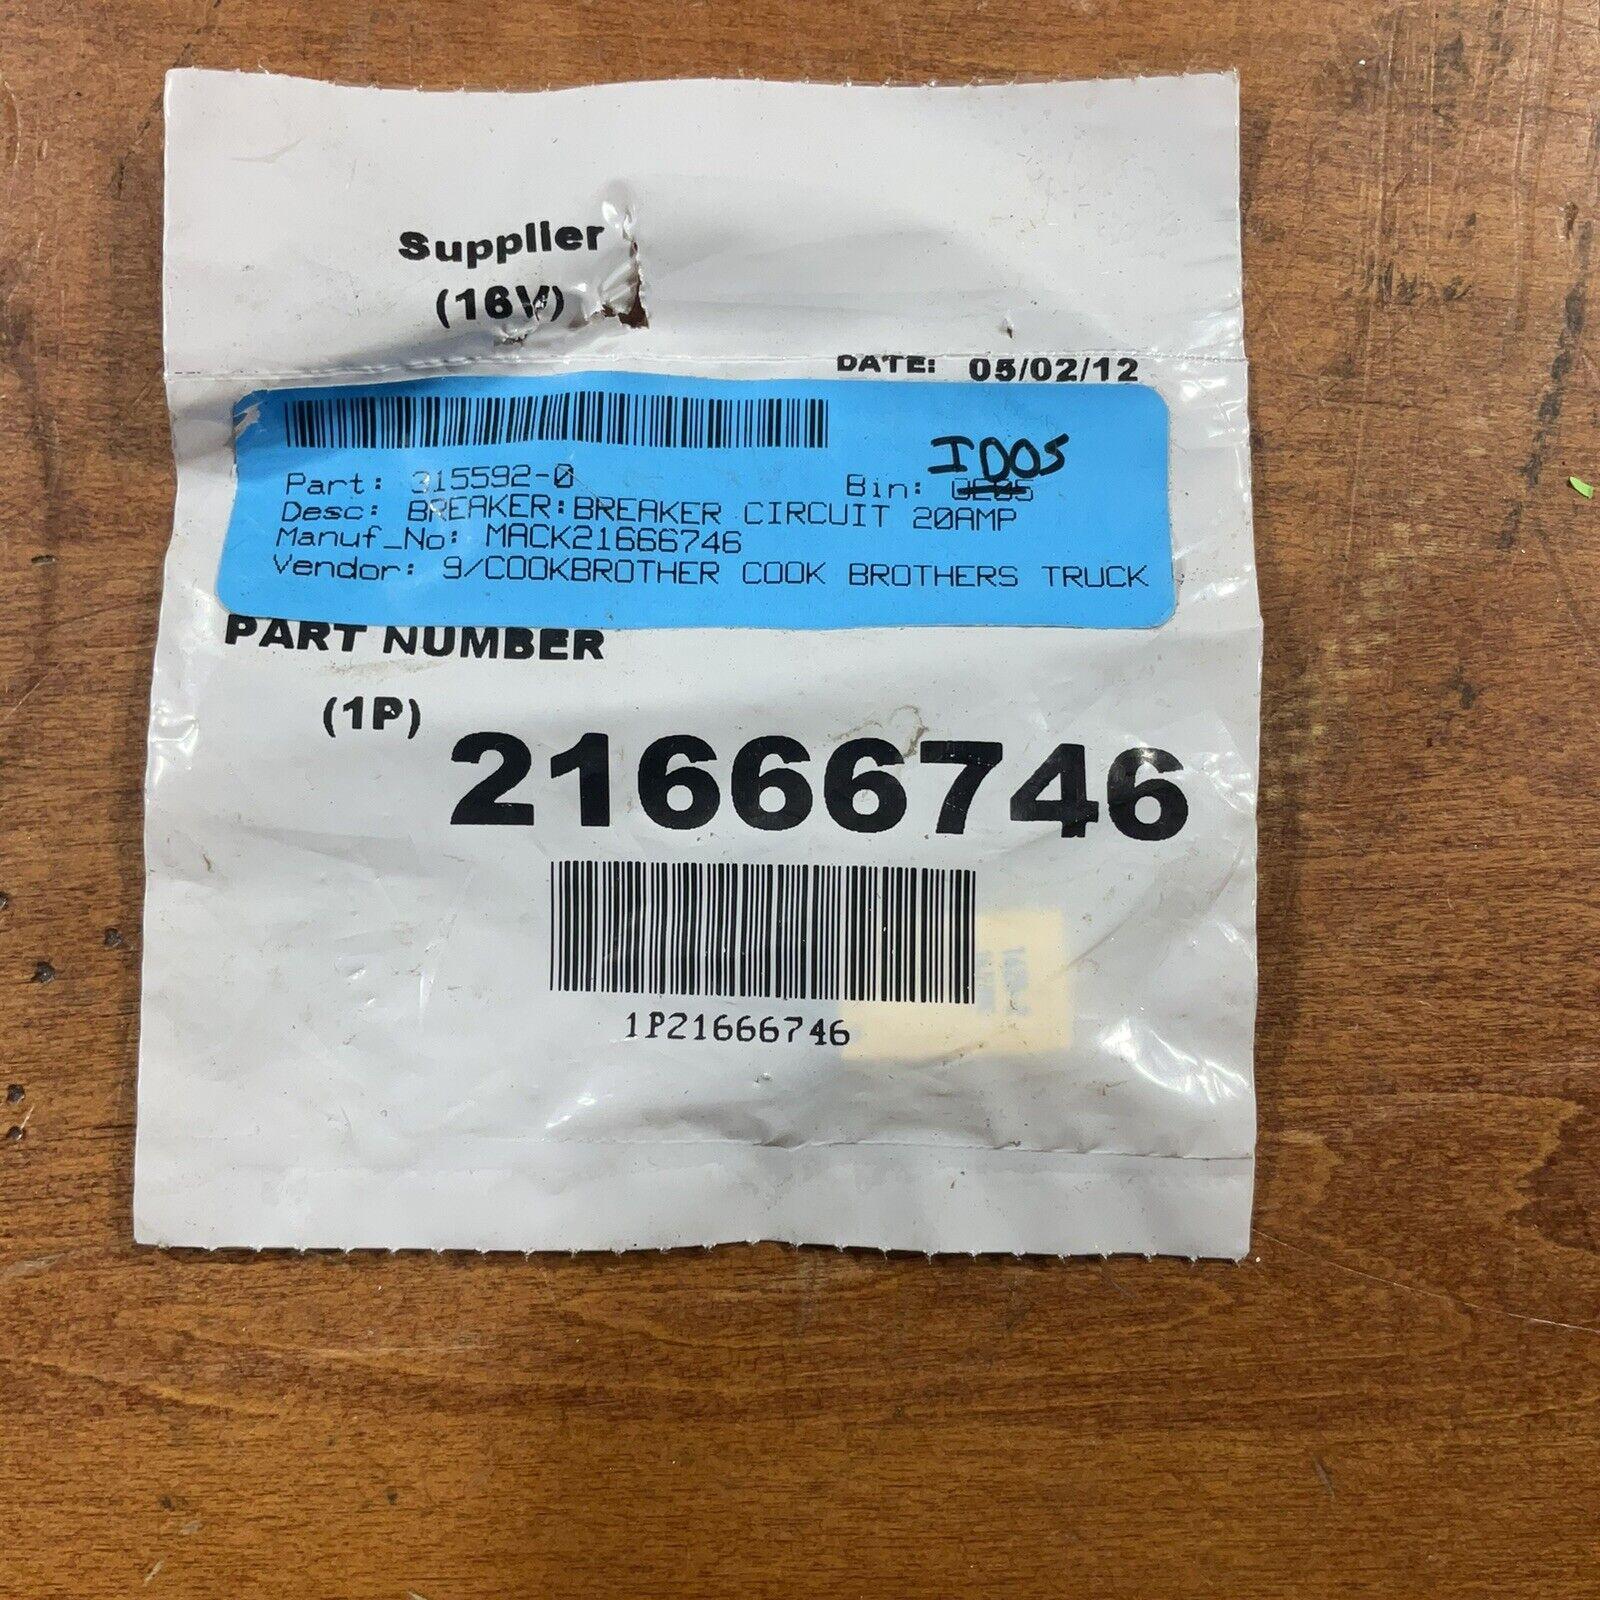 Supplier
(16V)
DATE: 05/02/12
IDOS
Part: 315592-0 Bin:
Desc: BREAKER:BREAKER CIRCUIT 20AMP
Manuf_No: MACK21666746
Vendor: 9/COOKBROTHER COOK BROTHERS TRUCK
PART NUMBER
(1P)
21666746
1P21666746